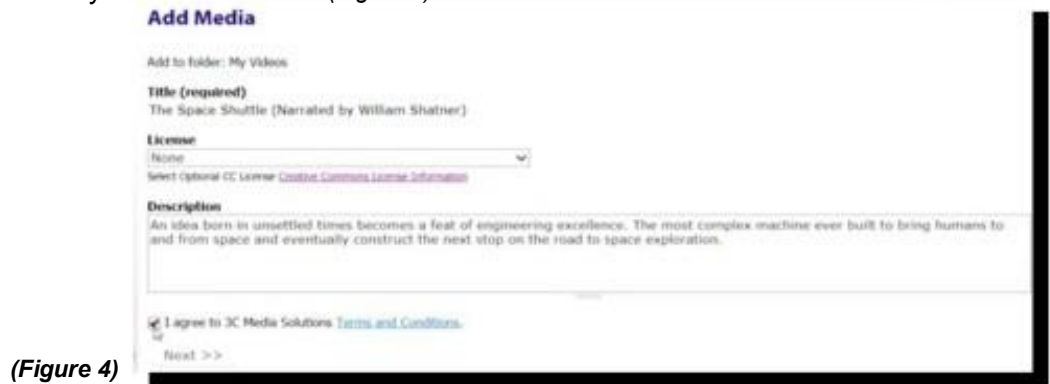 Add Media
Add to folder: My Videos
Title (required)
The Space Shuttle (Narrated by William Shatner)
License
None
Select Optional CC License Creative Commons License Information
Description
An idea born in unsettled times becomes a feat of engineering excellence. The most complex machine ever built to bring humans to
and from space and eventually construct the next stop on the road to space exploration.
I agree to 3C Media Solutions Terms and Conditions.
Next >>
(Figure 4)